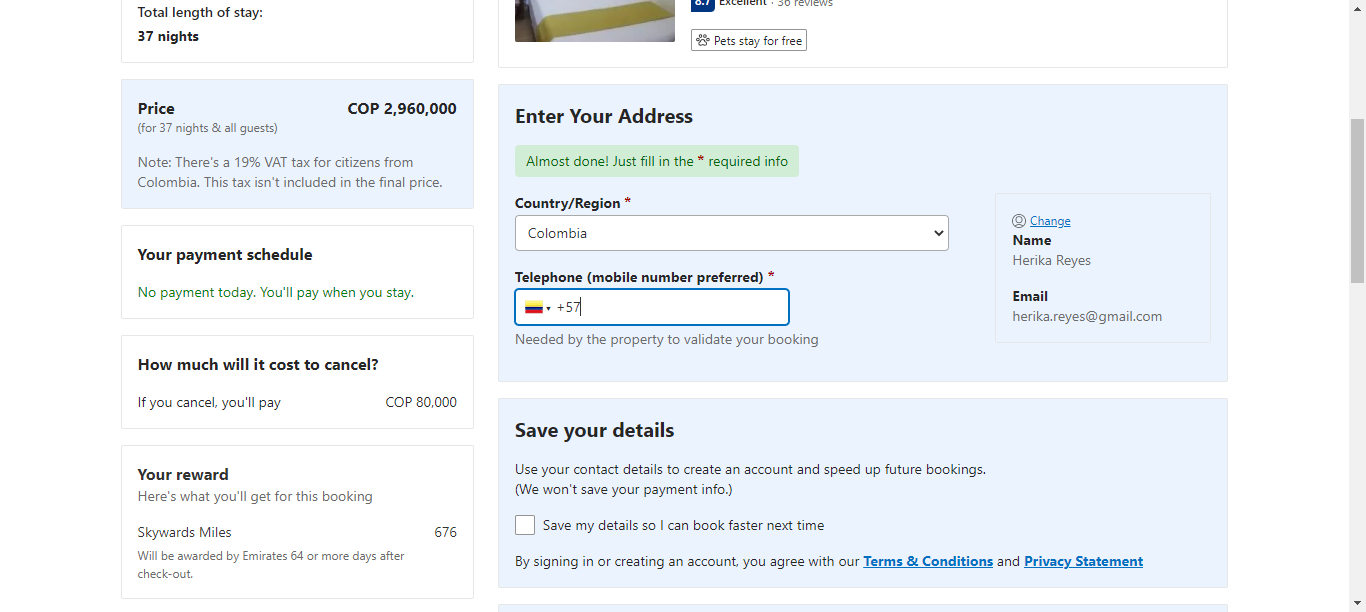 Total length of stay:
37 nights
Price COP 2,960,000
(for 37 nights & all guests)
Note: There's a 19% VAT tax for citizens from
Colombia. This tax isn't included in the final price.
Your payment schedule
No payment today. You'll pay when you stay.
How much will it cost to cancel?
If you cancel, you'll pay COP 80,000
Your reward
Here's what you'll get for this booking
Skywards Miles 676
Will be awarded by Emirates 64 or more days after
check-out.
8.7 Excellent · 36 reviews
Pets stay for free
Enter Your Address
Almost done! Just fill in the * required info
Country/Region *
Colombia
Telephone (mobile number preferred) *
+57
Needed by the property to validate your booking
Change
Name
Herika Reyes
Email
herika.reyes@gmail.com
Save your details
Use your contact details to create an account and speed up future bookings.
(We won't save your payment info.)
Save my details so I can book faster next time
By signing in or creating an account, you agree with our Terms & Conditions and Privacy Statement